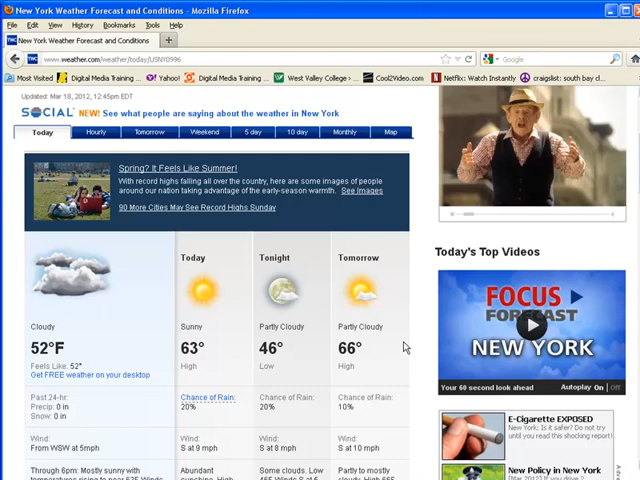 New York Weather Forecast and Conditions - Mozilla Firefox
File Edit View History Bookmarks Tools Help
New York Weather Forecast and Conditions
www.weather.com/weather/today/USNY0996
Google
Most Visited Digital Media Training ... Yahoo! Digital Media Training ... West Valley College > Cool2Video.com Netflix: Watch Instantly craigslist: south bay cl...
Updated: Mar 18, 2012, 12:45pm EDT
SOCIAL NEW! See what people are saying about the weather in New York
Today Hourly Tomorrow Weekend 5 day 10 day Monthly Map
Spring? It Feels Like Summer!
With record highs falling all over the country, here are some images of people
around our nation taking advantage of the early-season warmth. See Images
90 More Cities May See Record Highs Sunday
Today's Top Videos
Today Tonight Tomorrow
FOCUS
FORECAST
NEW YORK
Your 60 second look ahead Autoplay On Off
Cloudy Sunny Partly Cloudy Partly Cloudy
52°F 63° 46° 66°
Feels Like: 52° High Low High
Get FREE weather on your desktop
Past 24-hr: Chance of Rain: Chance of Rain: Chance of Rain:
Precip: 0 in 20% 20% 10%
Snow: 0 in
Wind: Wind: Wind: Wind:
From WSW at 5mph S at 9 mph S at 8 mph S at 10 mph
Through 6pm: Mostly sunny with Abundant Some clouds. Low Partly to mostly
E-Cigarette EXPOSED
New York: Is it safer? Do not try
until you read this shocking report!
New Policy in New York